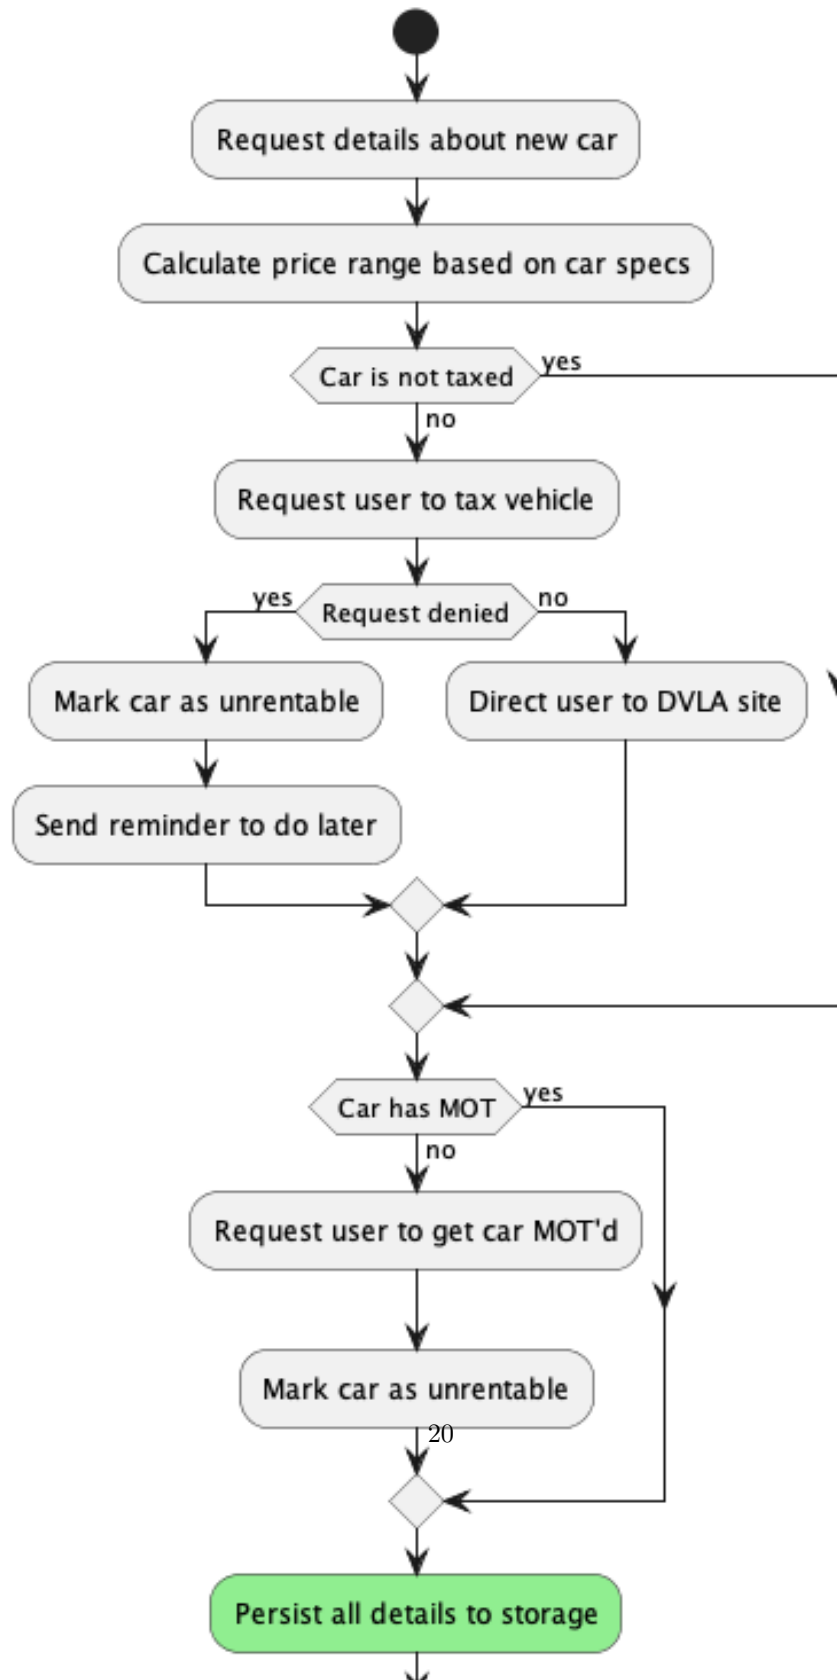 Request details about new car
Calculate price range based on car specs
Car is not taxed
yes
no
Request user to tax vehicle
yes
Request denied
no
Mark car as unrentable
Direct user to DVLA site
Send reminder to do later
Car has MOT
yes
no
Request user to get car MOT'd
Mark car as unrentable
20
Persist all details to storage